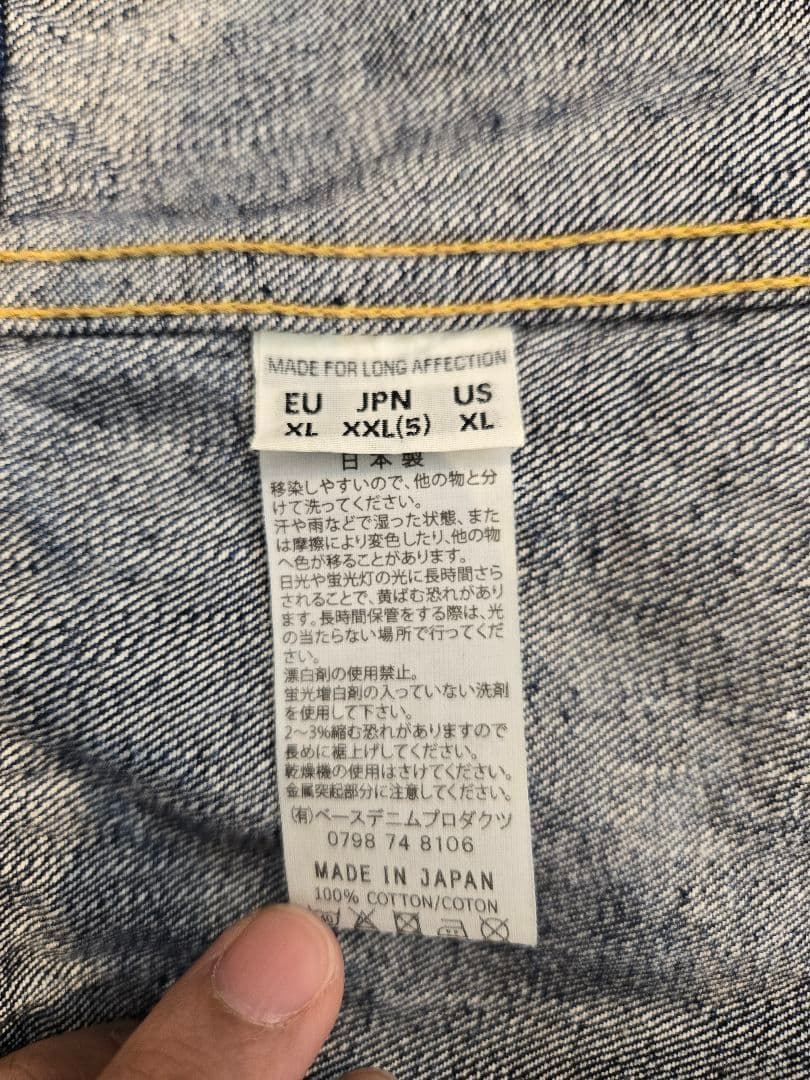 MADE FOR LONG AFFECTION
EU JPN US
XL XXL(5) XL
日本製
移染しやすいので、他の物と分
けて洗ってください。
汗や雨などで湿った状態、また
は摩擦により変色したり、他の物
へ色が移ることがあります。
日光や蛍光灯の光に長時間さら
されることで、黄ばむ恐れがあり
ます。長時間保管をする際は、光
の当たらない場所で行ってくだ
さい。
漂白剤の使用禁止。
蛍光増白剤の入っていない洗剤
を使用して下さい。
2〜3%縮む恐れがありますので
長めに裾上げしてください。
乾燥機の使用はさけてください。
金属突起部分に注意してください。
(有)ベースデニムプロダクツ
0798 74 8106
MADE IN JAPAN
100% COTTON/COTON
40